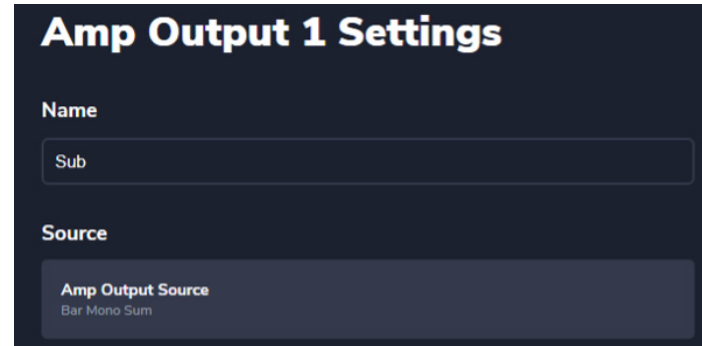 Amp Output 1 Settings
Name
Sub
Source
Amp Output Source
Bar Mono Sum